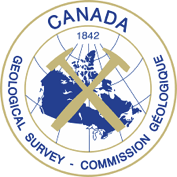 CANADA
1842
GEOLOGICAL SURVEY - COMMISSION GÉOLOGIQUE